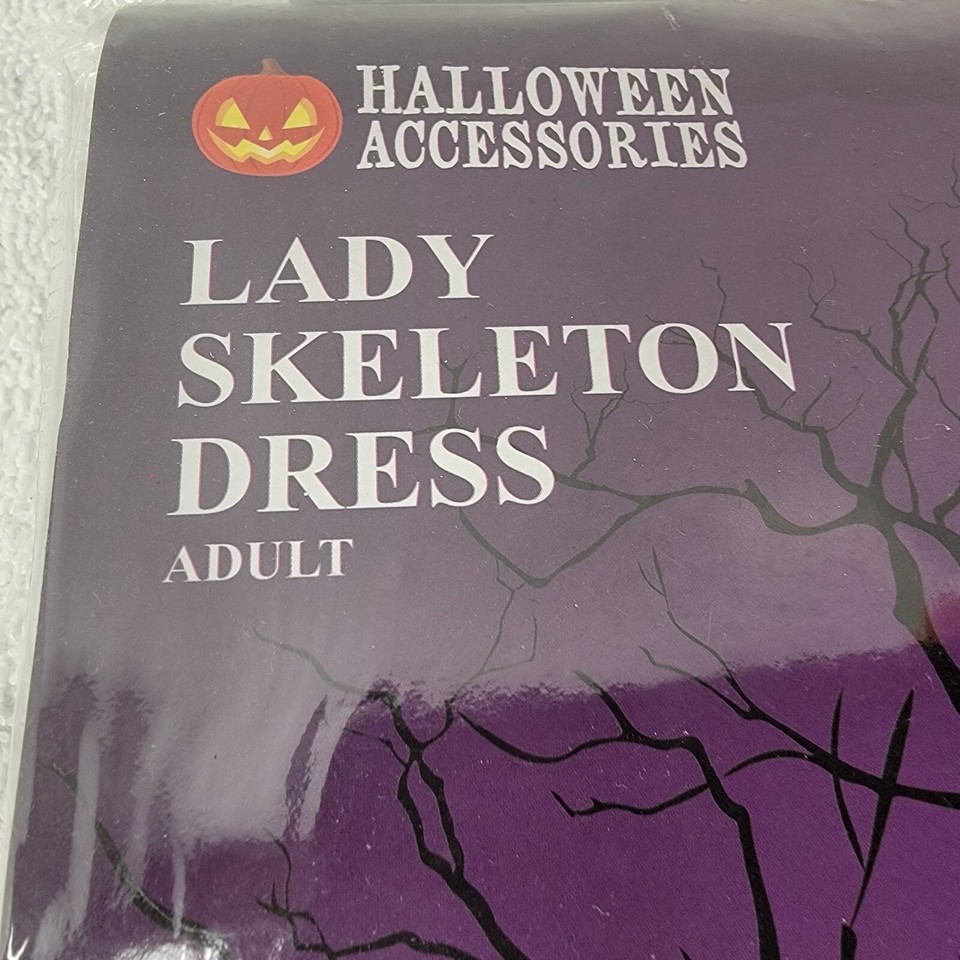 HALLOWEEN
ACCESSORIES
LADY
SKELETON
DRESS
ADULT